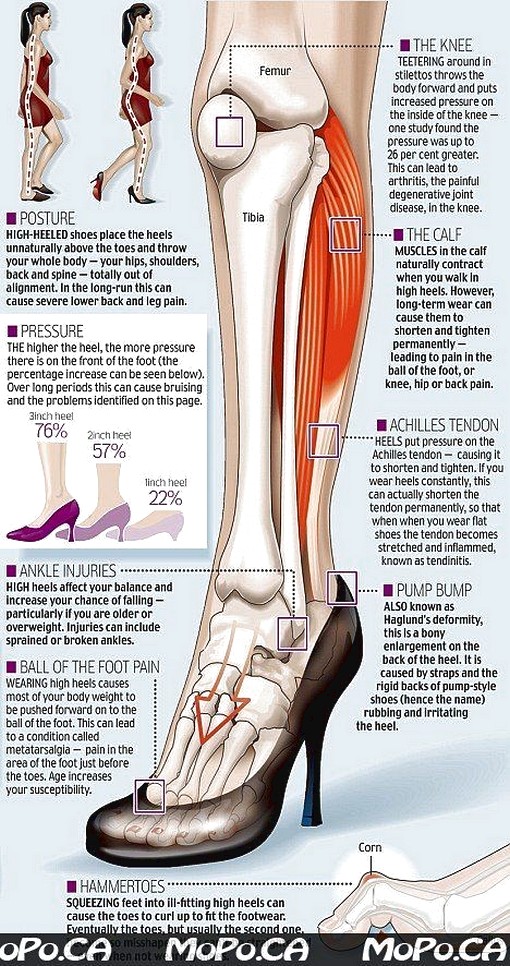 THE KNEE
TEETERING around in
stilettos throws the
body forward and puts
increased pressure on
the inside of the knee —
one study found the
pressure was up to
26 per cent greater.
This can lead to
arthritis, the painful
degenerative joint
disease, in the knee.
Femur
Tibia
POSTURE
HIGH-HEELED shoes place the heels
unnaturally above the toes and throw
your whole body — your hips, shoulders,
back and spine — totally out of
alignment. In the long-run this can
cause severe lower back and leg pain.
THE CALF
MUSCLES in the calf
naturally contract
when you walk in
high heels. However,
long-term wear can
cause them to
shorten and tighten
permanently —
leading to pain in the
ball of the foot, or
knee, hip or back pain.
PRESSURE
THE higher the heel, the more pressure
there is on the front of the foot (the
percentage increase can be seen below).
Over long periods this can cause bruising
and the problems identified on this page.
3inch heel
76%
2inch heel
57%
1inch heel
22%
ACHILLES TENDON
HEELS put pressure on the
Achilles tendon — causing it
to shorten and tighten. If you
wear heels constantly, this
can actually shorten the
tendon permanently, so that
when when you wear flat
shoes the tendon becomes
stretched and inflamed,
known as tendinitis.
ANKLE INJURIES
HIGH heels affect your balance and
increase your chance of falling —
particularly if you are older or
overweight. Injuries can include
sprained or broken ankles.
PUMP BUMP
ALSO known as
Haglund's deformity,
this is a bony
enlargement on the
back of the heel. It is
caused by straps and the
rigid backs of pump-style
shoes (hence the name)
rubbing and irritating
the heel.
BALL OF THE FOOT PAIN
WEARING high heels causes
most of your body weight to
be pushed forward on to the
ball of the foot. This can lead
to a condition called
metatarsalgia — pain in the
area of the foot just before
the toes. Age increases
your susceptibility.
Corn
HAMMERTOES
SQUEEZING feet into ill-fitting high heels can
cause the toes to curl up to fit the footwear.
Eventually the toes, but usually the second one,
oPo.CA MoPo.CA MoPo.CA